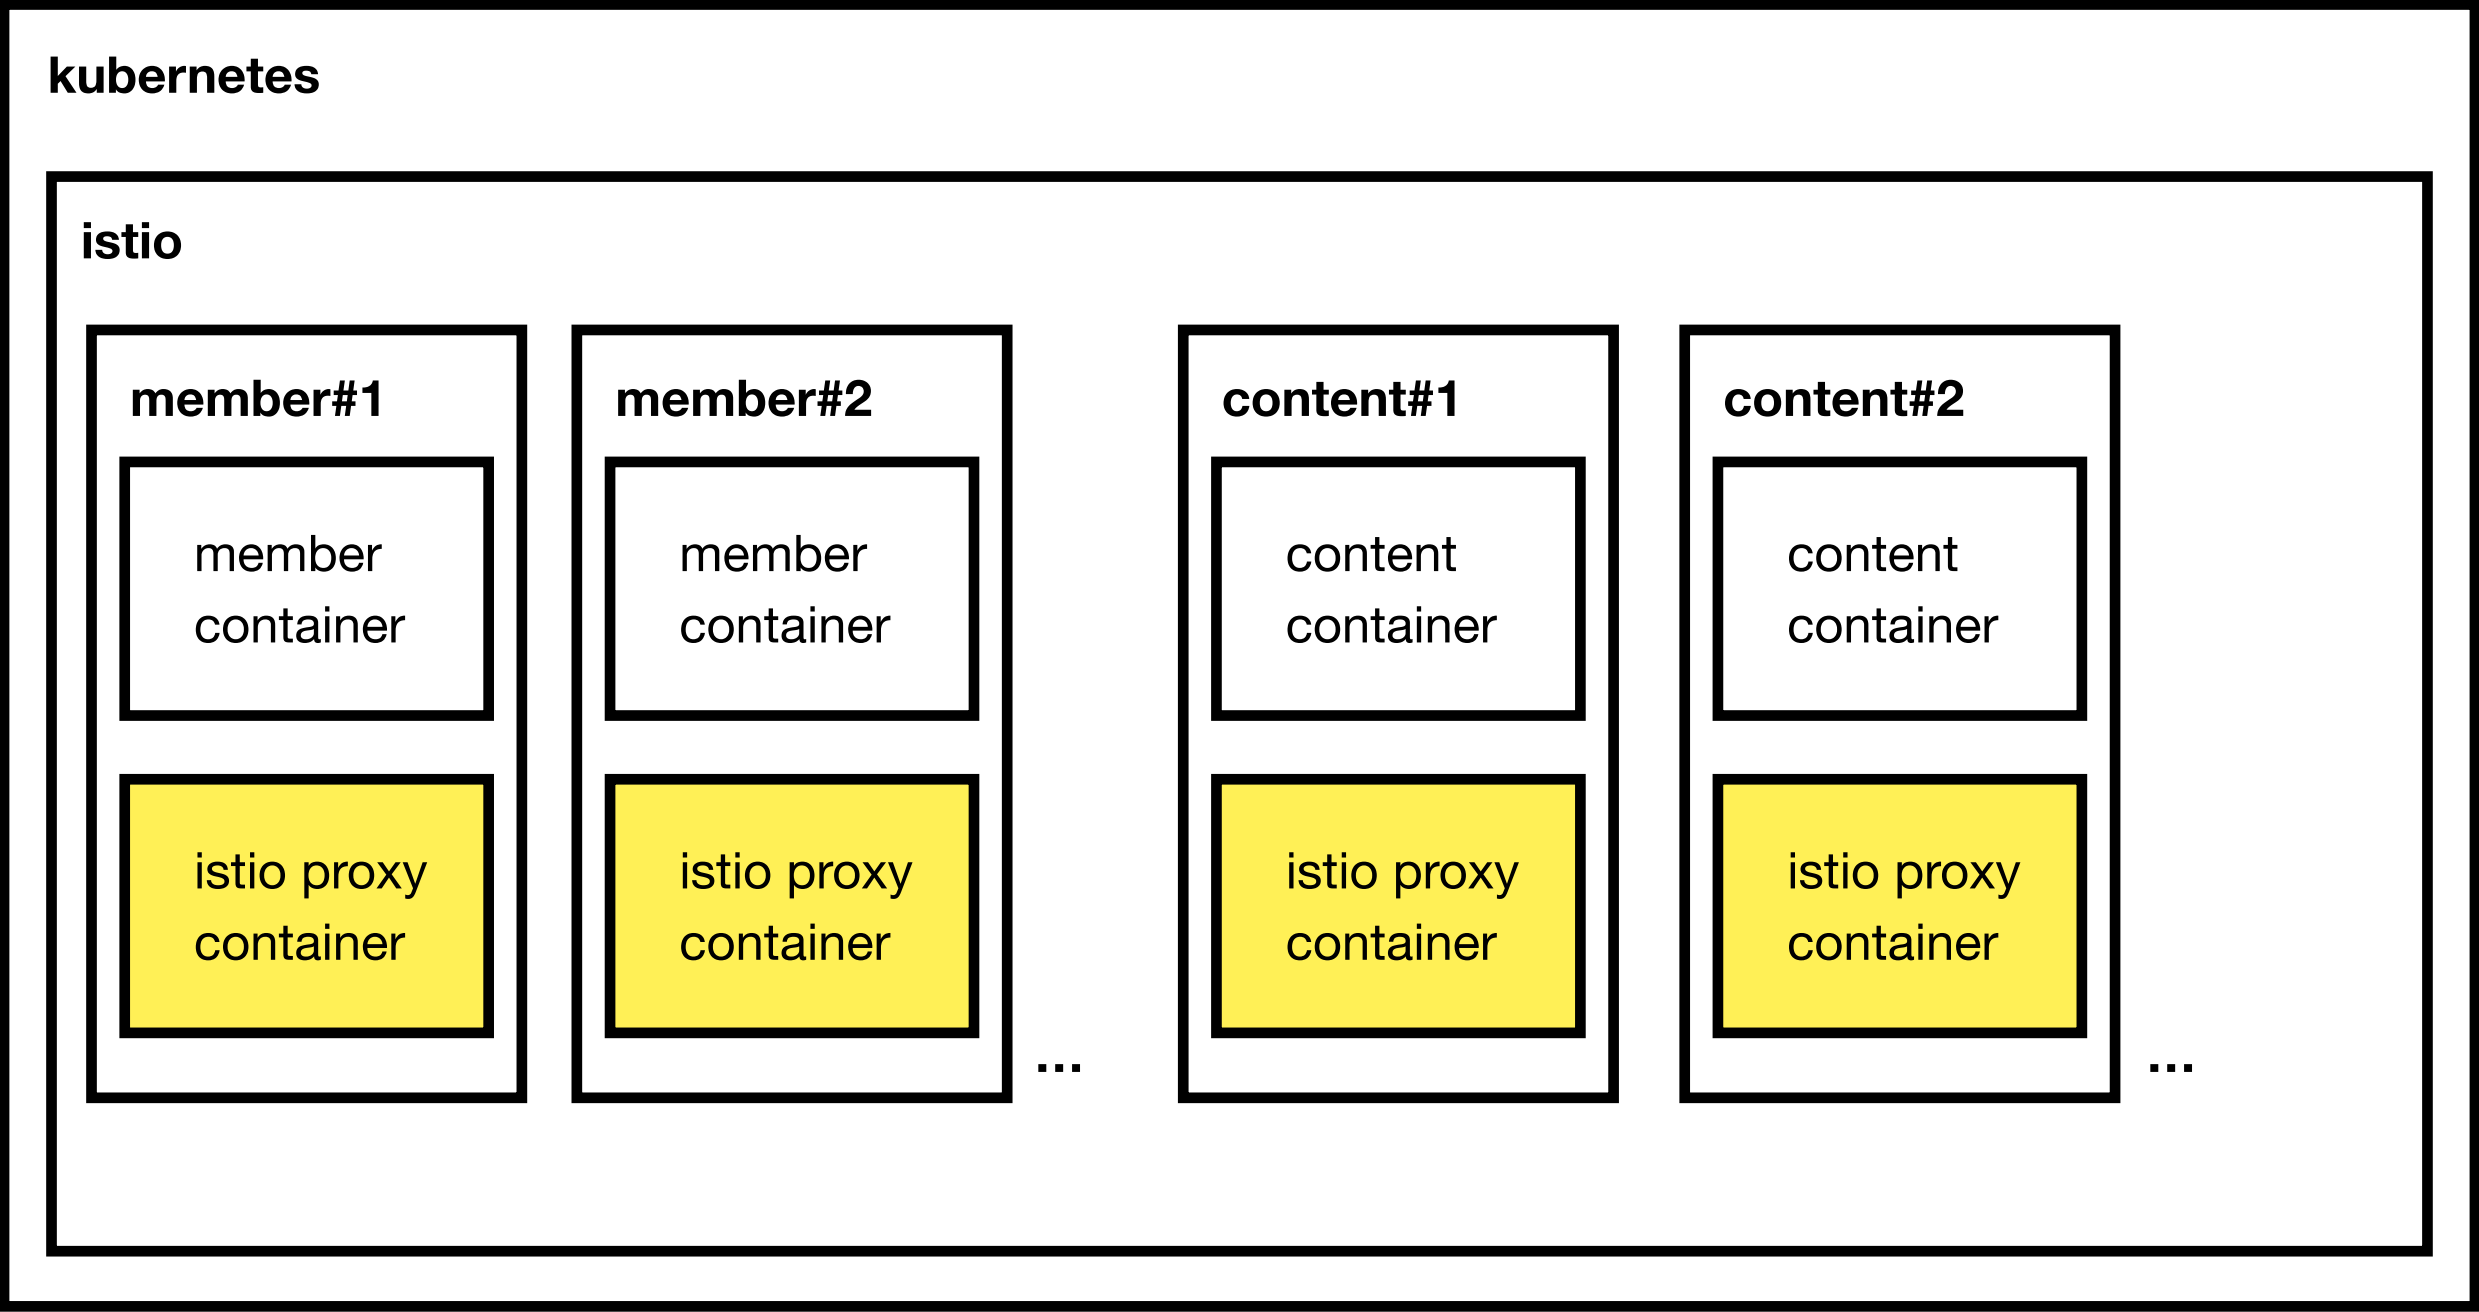 kubernetes
istio
member#1
member
container
istio proxy
container
member#2
member
container
istio proxy
container
...
content#1
content
container
istio proxy
container
content#2
content
container
istio proxy
container
...